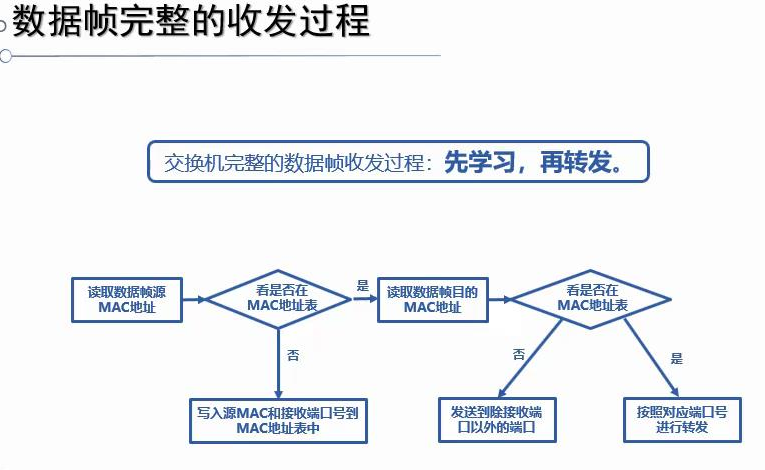 数据帧完整的收发过程
交换机完整的数据帧收发过程：先学习，再转发。
读取数据帧源
MAC地址
看是否在
MAC地址表
是
读取数据帧目的
MAC地址
看是否在
MAC地址表
否
否
是
写入源MAC和接收端口号到
MAC地址表中
发送到除接收端
口以外的端口
按照对应端口号
进行转发